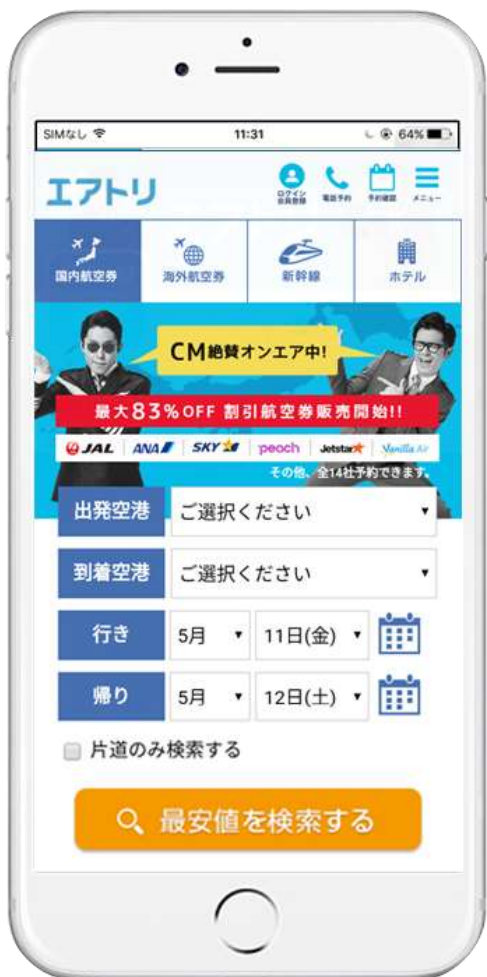 SIMなし 11:31 64%
エアトリ
ログイン
会員登録 電話予約 予約確認 メニュー
国内航空券 海外航空券 新幹線 ホテル
CM絶賛オンエア中!
最大83%OFF 割引航空券販売開始!!
JAL ANA SKY peach Jetstar Vanilla Air
その他、全14社予約できます。
出発空港 ご選択ください
到着空港 ご選択ください
行き 5月 11日(金)
帰り 5月 12日(土)
片道のみ検索する
最安値を検索する